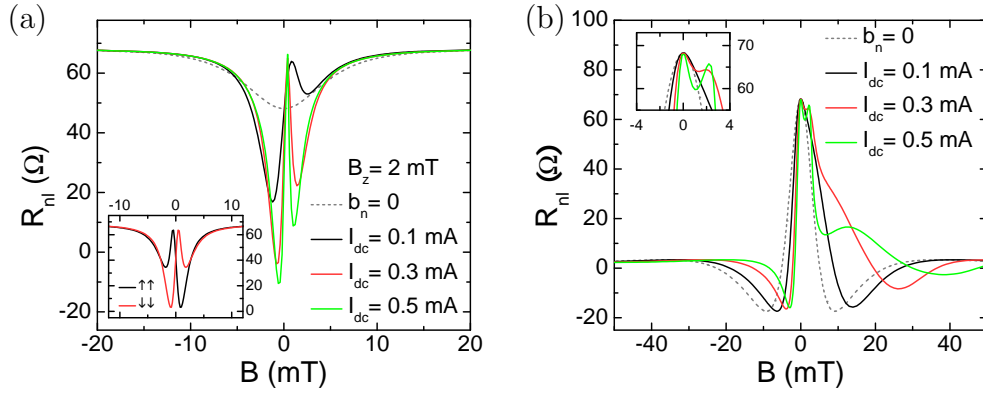 (a)
R_nl (Ω)
60
40
20
0
-20
-20
-10
0
10
20
B (mT)
B_z= 2 mT
b_n= 0
I_dc= 0.1 mA
I_dc= 0.3 mA
I_dc= 0.5 mA
-10
0
10
60
40
20
0
↑↑
↓↓
(b)
R_nl (Ω)
100
80
60
40
20
0
-20
-40
-20
0
20
40
B (mT)
b_n= 0
I_dc= 0.1 mA
I_dc= 0.3 mA
I_dc= 0.5 mA
70
60
-4
0
4